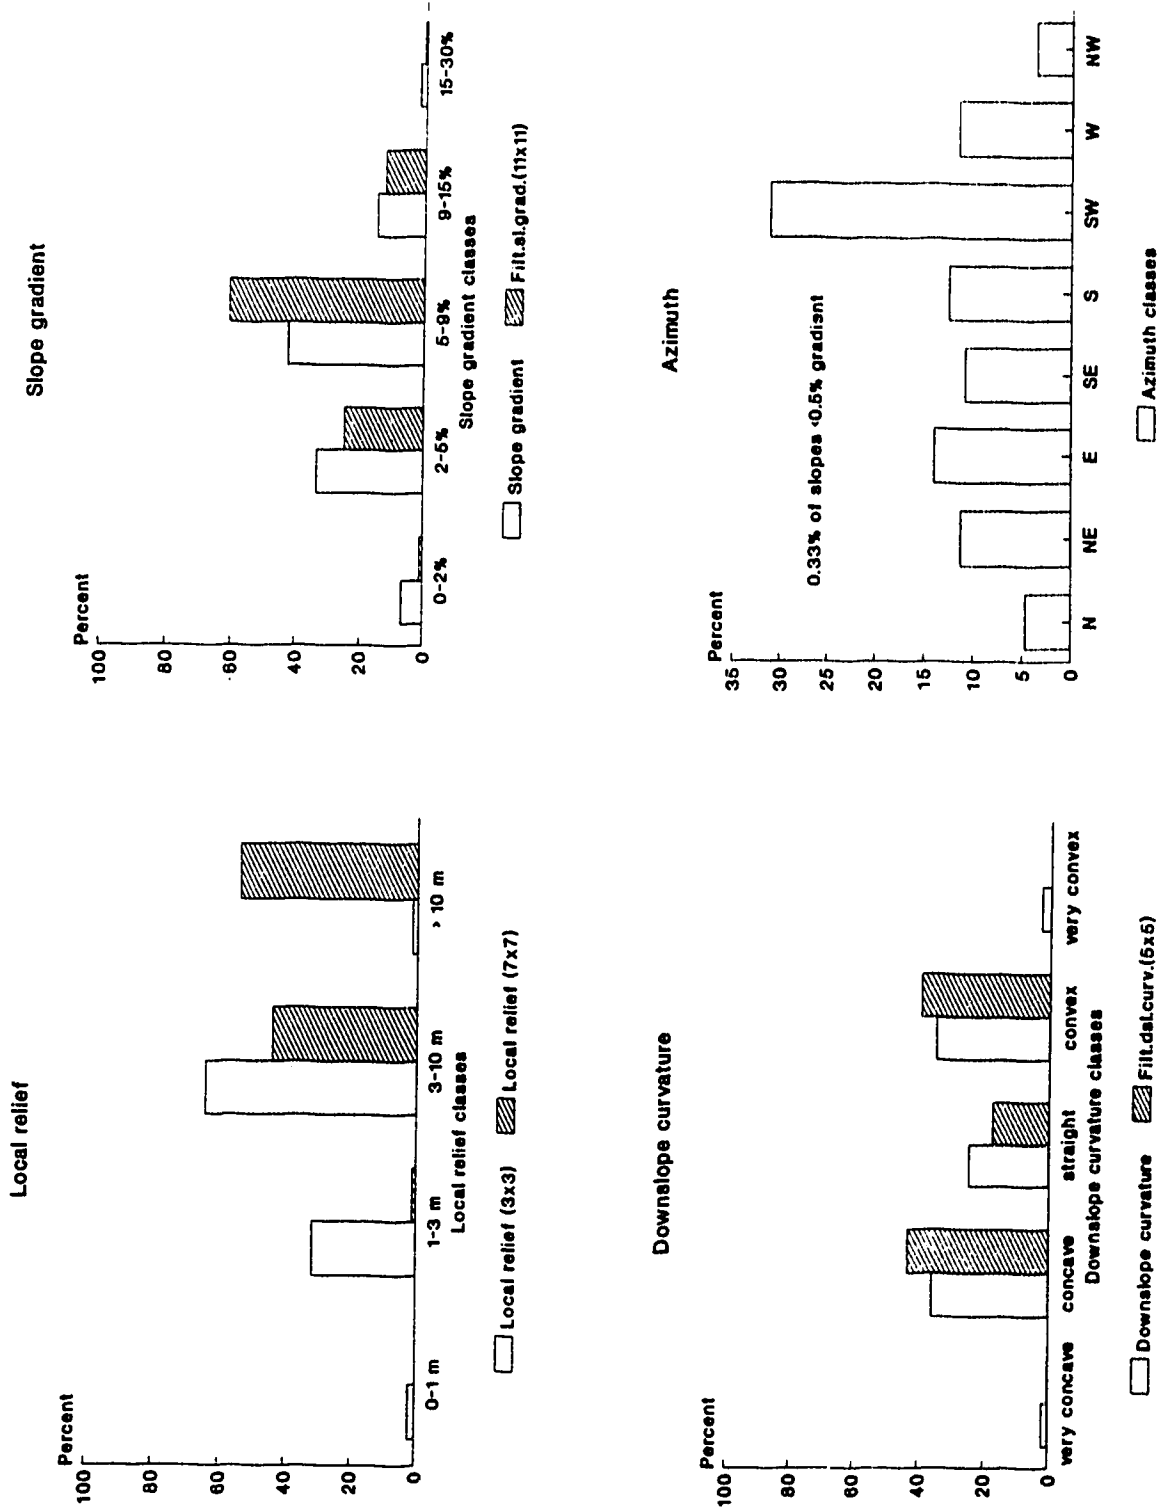 Local relief
Percent
100
80
60
40
20
0
0-1 m
1-3 m
3-10 m
> 10 m
Local relief classes
Local relief (3x3)
Local relief (7x7)
Slope gradient
Percent
100
80
60
40
20
0
0-2%
2-5%
5-9%
9-15%
15-30%
Slope gradient classes
Slope gradient
Filt.sl.grad.(11x11)
Downslope curvature
Percent
100
80
60
40
20
0
very concave
concave
straight
convex
very convex
Downslope curvature classes
Downslope curvature
Filt.dsl.curv.(5x5)
Azimuth
Percent
35
30
25
20
15
10
5
0
0.33% of slopes <0.5% gradient
N
NE
E
SE
S
SW
W
NW
Azimuth classes